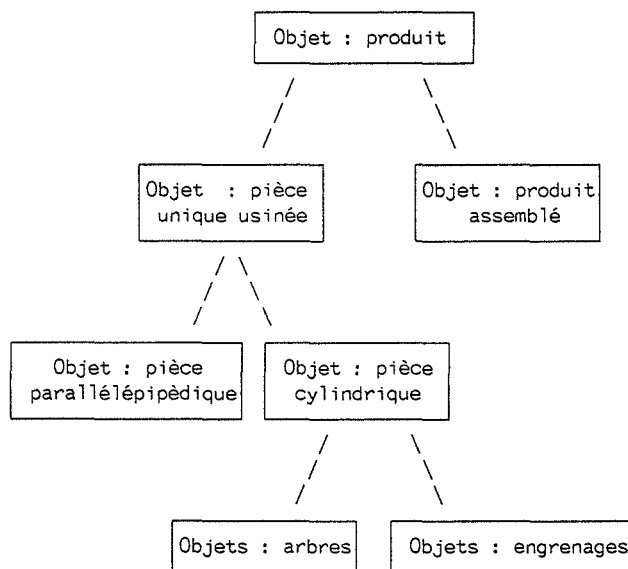 Objet : produit
Objet : pièce
unique usinée
Objet : produit
assemblé
Objet : pièce
parallélépipèdique
Objet : pièce
cylindrique
Objets : arbres
Objets : engrenages